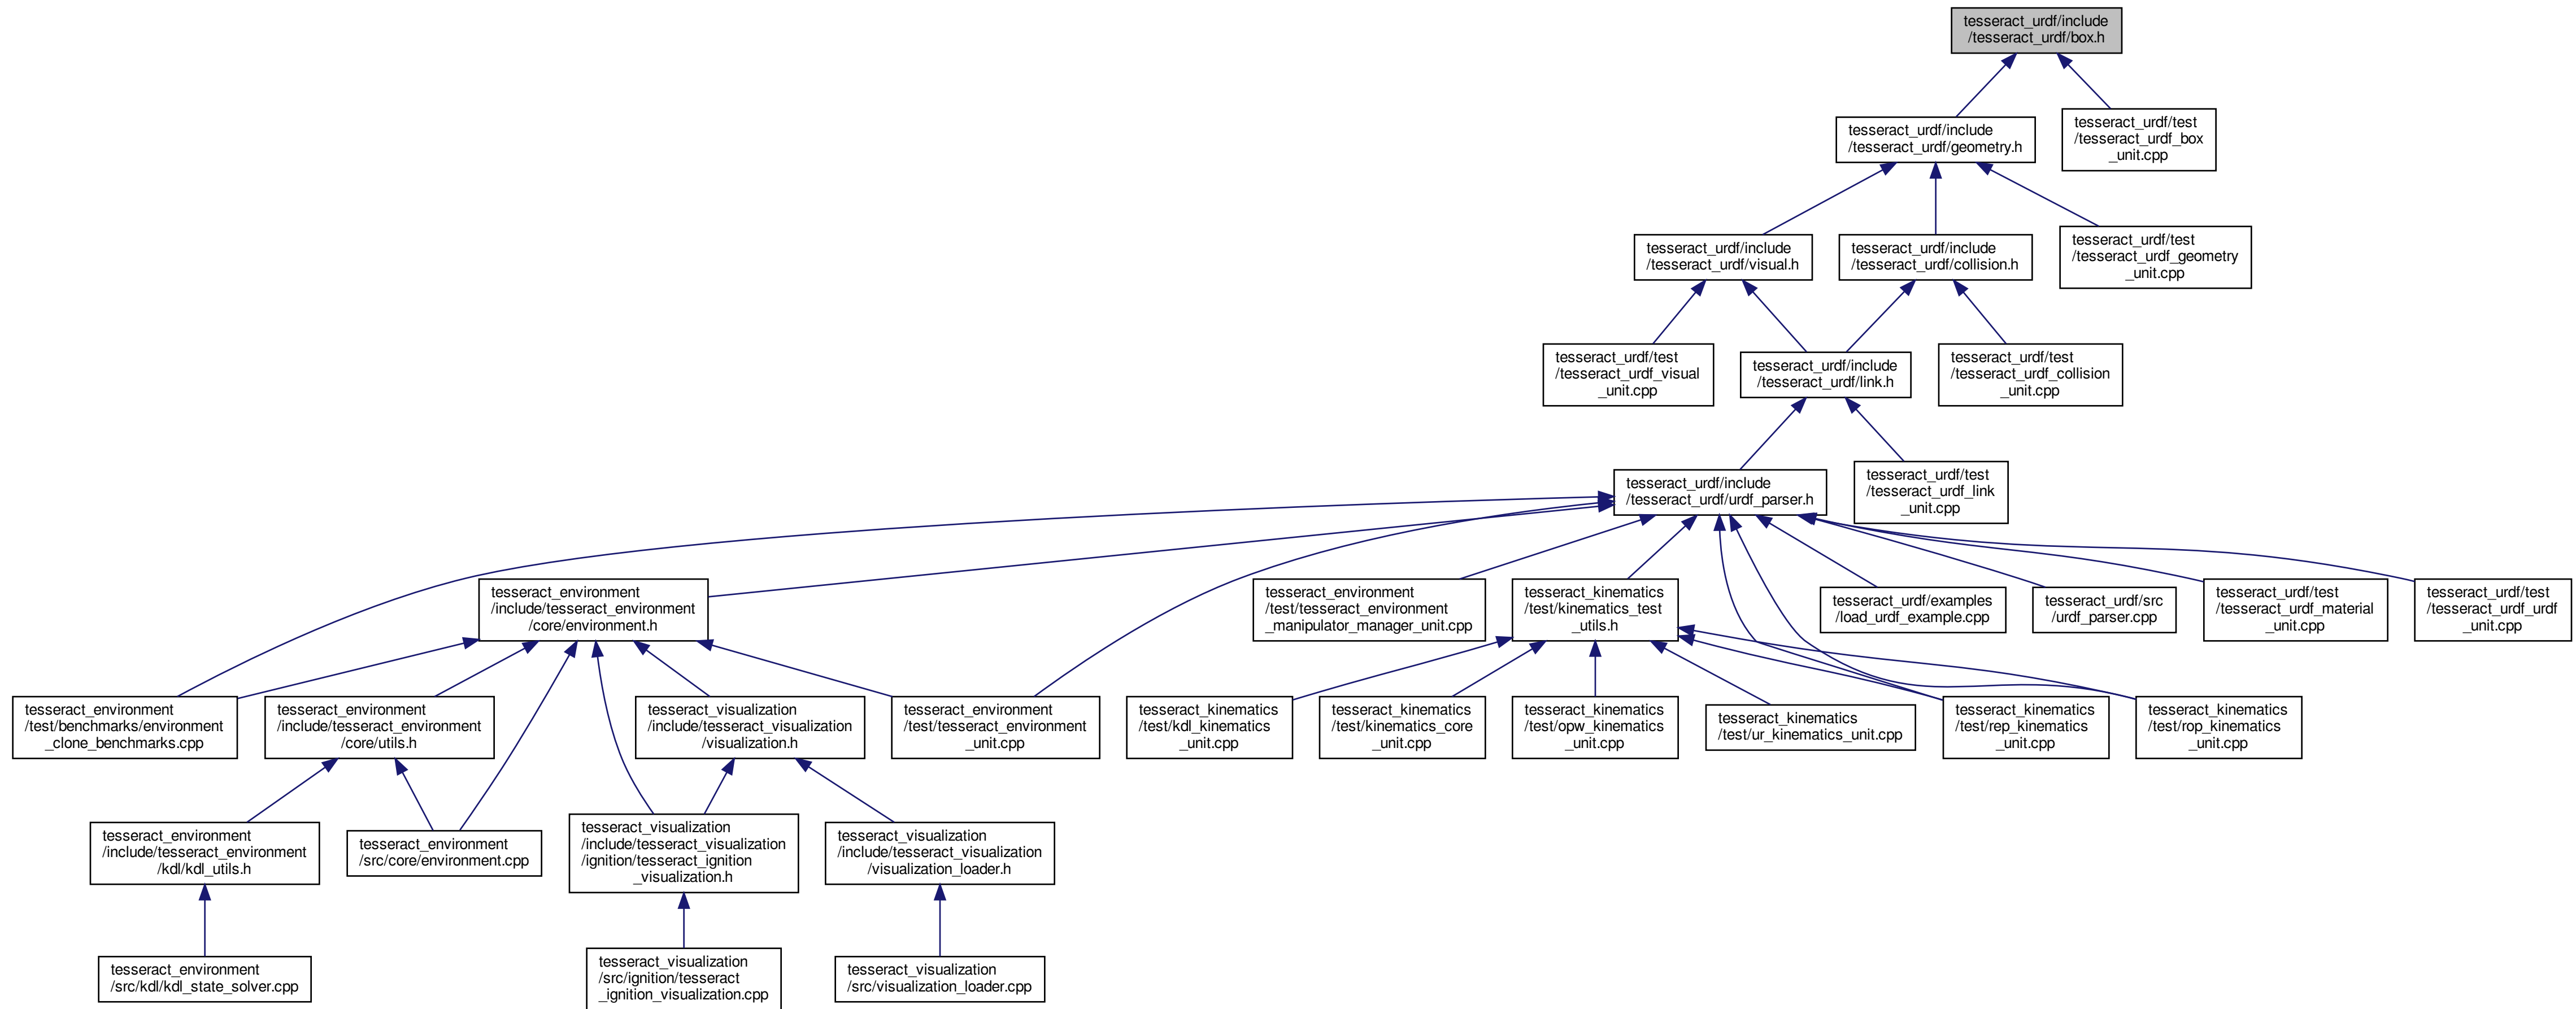 tesseract_urdf/include
/tesseract_urdf/box.h
tesseract_urdf/include
/tesseract_urdf/geometry.h
tesseract_urdf/test
/tesseract_urdf_box
_unit.cpp
tesseract_urdf/include
/tesseract_urdf/visual.h
tesseract_urdf/include
/tesseract_urdf/collision.h
tesseract_urdf/test
/tesseract_urdf_geometry
_unit.cpp
tesseract_urdf/test
/tesseract_urdf_visual
_unit.cpp
tesseract_urdf/include
/tesseract_urdf/link.h
tesseract_urdf/test
/tesseract_urdf_collision
_unit.cpp
tesseract_urdf/include
/tesseract_urdf/urdf_parser.h
tesseract_urdf/test
/tesseract_urdf_link
_unit.cpp
tesseract_environment
/include/tesseract_environment
/core/environment.h
tesseract_environment
/test/tesseract_environment
_manipulator_manager_unit.cpp
tesseract_kinematics
/test/kinematics_test
_utils.h
tesseract_urdf/examples
/load_urdf_example.cpp
tesseract_urdf/src
/urdf_parser.cpp
tesseract_urdf/test
/tesseract_urdf_material
_unit.cpp
tesseract_urdf/test
/tesseract_urdf_urdf
_unit.cpp
tesseract_environment
/test/benchmarks/environment
_clone_benchmarks.cpp
tesseract_environment
/include/tesseract_environment
/core/utils.h
tesseract_visualization
/include/tesseract_visualization
/visualization.h
tesseract_environment
/test/tesseract_environment
_unit.cpp
tesseract_kinematics
/test/kdl_kinematics
_unit.cpp
tesseract_kinematics
/test/kinematics_core
_unit.cpp
tesseract_kinematics
/test/opw_kinematics
_unit.cpp
tesseract_kinematics
/test/ur_kinematics_unit.cpp
tesseract_kinematics
/test/rep_kinematics
_unit.cpp
tesseract_kinematics
/test/rop_kinematics
_unit.cpp
tesseract_environment
/include/tesseract_environment
/kdl/kdl_utils.h
tesseract_environment
/src/core/environment.cpp
tesseract_visualization
/include/tesseract_visualization
/ignition/tesseract_ignition
_visualization.h
tesseract_visualization
/include/tesseract_visualization
/visualization_loader.h
tesseract_environment
/src/kdl/kdl_state_solver.cpp
tesseract_visualization
/src/ignition/tesseract
_ignition_visualization.cpp
tesseract_visualization
/src/visualization_loader.cpp